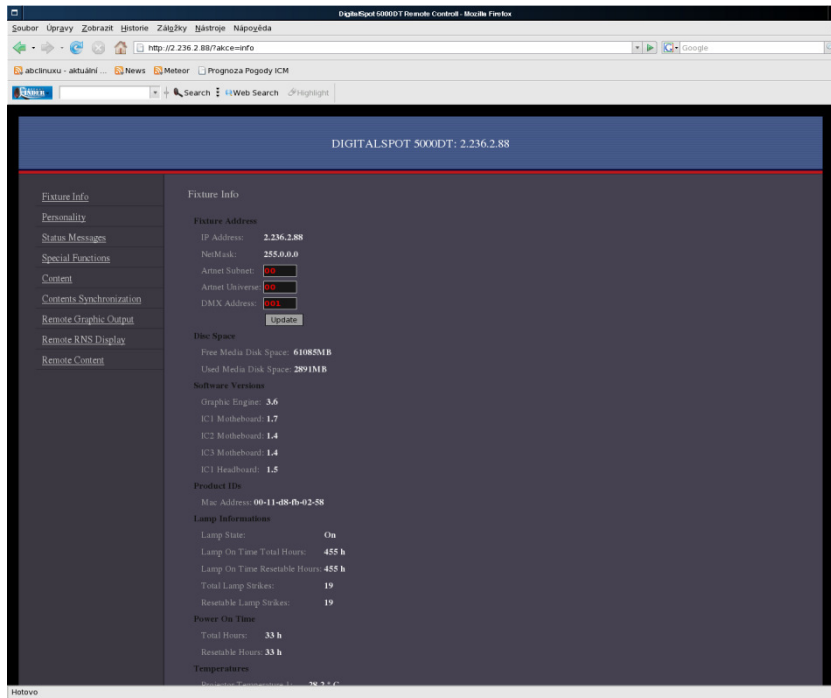 DigitalSpot 5000DT Remote Controll - Mozilla Firefox
Soubor Úpravy Zobrazit Historie Záložky Nástroje Nápověda
http://2.236.2.88/?akce=info
Google
abclinuxu - aktuální ... News Meteor Prognoza Pogody ICM
Search Web Search Highlight
DIGITALSPOT 5000DT: 2.236.2.88
Fixture Info
Personality
Status Messages
Special Functions
Content
Contents Synchronization
Remote Graphic Output
Remote RNS Display
Remote Content
Fixture Info
Fixture Address
IP Address: 2.236.2.88
NetMask: 255.0.0.0
Artnet Subnet: 00
Artnet Universe: 00
DMX Address: 001
Update
Disc Space
Free Media Disk Space: 61085MB
Used Media Disk Space: 2891MB
Software Versions
Graphic Engine: 3.6
IC1 Motheboard: 1.7
IC2 Motheboard: 1.4
IC3 Motheboard: 1.4
IC1 Headboard: 1.5
Product IDs
Mac Address: 00-11-d8-fb-02-58
Lamp Informations
Lamp State: On
Lamp On Time Total Hours: 455 h
Lamp On Time Resetable Hours: 455 h
Total Lamp Strikes: 19
Resetable Lamp Strikes: 19
Power On Time
Total Hours: 33 h
Resetable Hours: 33 h
Temperatures
Projector Temperature 1: 28.2 ° C
Hotovo